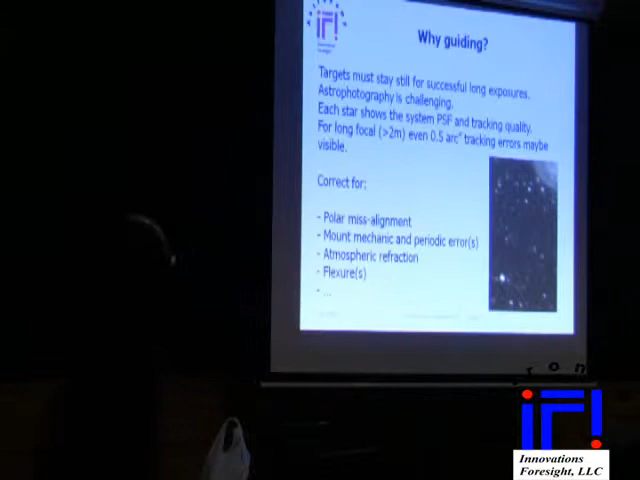 Why guiding?
Targets must stay still for successful long exposures.
Astrophotography is challenging.
Each star shows the system PSF and tracking quality.
For long focal (>2m) even 0.5 arc" tracking errors maybe
visible.
Correct for:
- Polar miss-alignment
- Mount mechanic and periodic error(s)
- Atmospheric refraction
- Flexure(s)
- ...
Innovations
Foresight, LLC